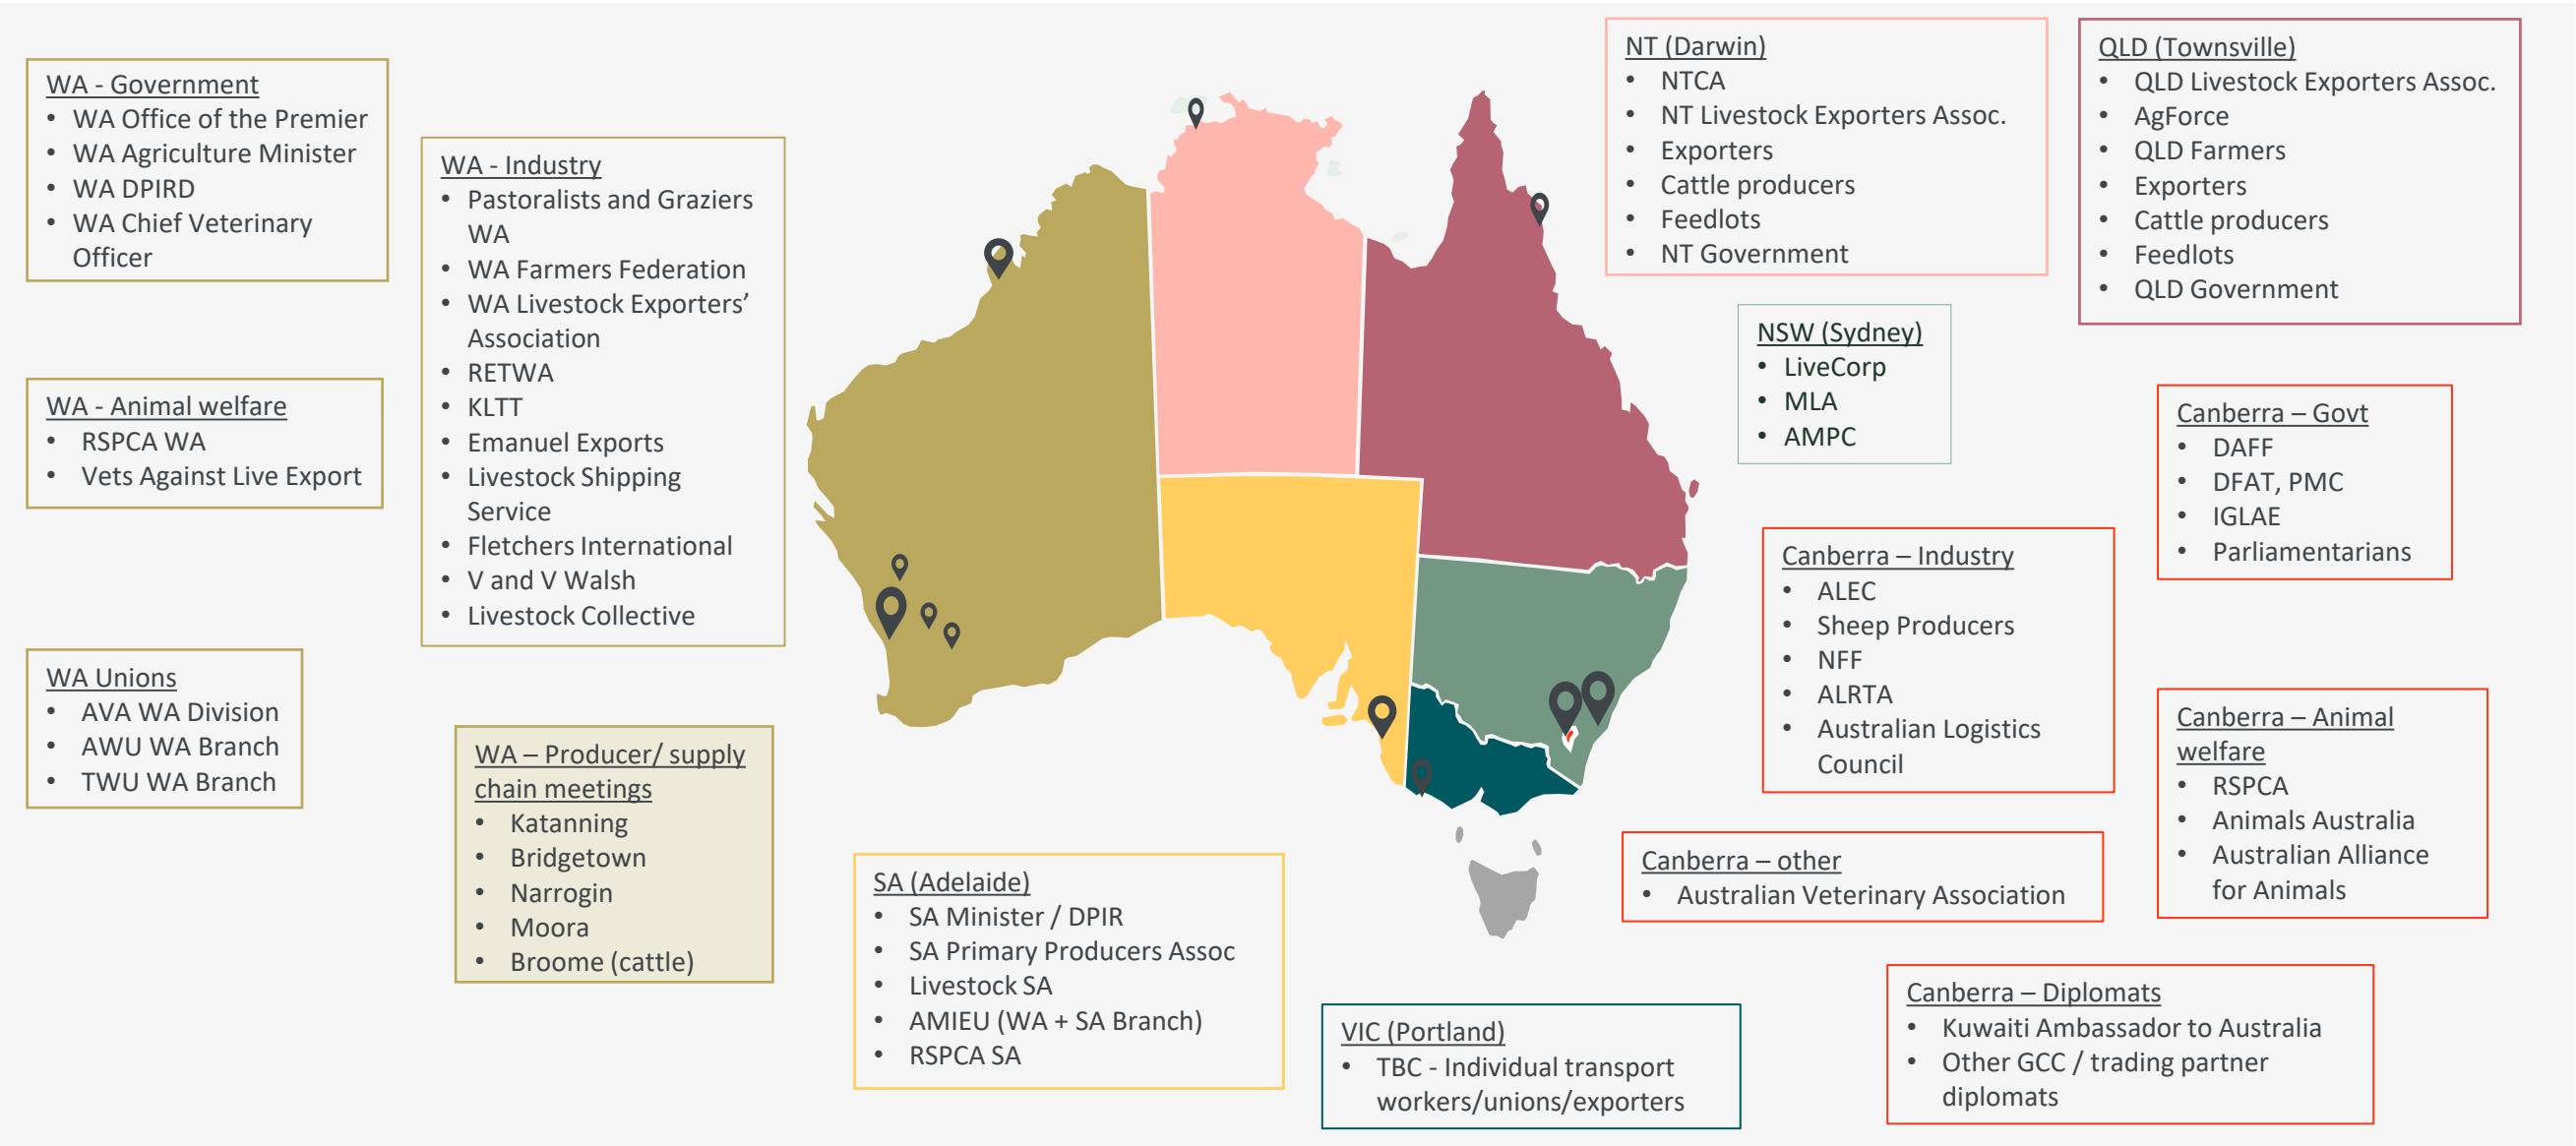 WA - Government
• WA Office of the Premier
• WA Agriculture Minister
• WA DPIRD
• WA Chief Veterinary
Officer
WA - Animal welfare
• RSPCA WA
• Vets Against Live Export
WA Unions
• AVA WA Division
• AWU WA Branch
• TWU WA Branch
WA - Industry
• Pastoralists and Graziers
WA
• WA Farmers Federation
• WA Livestock Exporters’
Association
• RETWA
• KLTT
• Emanuel Exports
• Livestock Shipping
Service
• Fletchers International
• V and V Walsh
• Livestock Collective
WA – Producer/ supply
chain meetings
• Katanning
• Bridgetown
• Narrogin
• Moora
• Broome (cattle)
SA (Adelaide)
• SA Minister / DPIR
• SA Primary Producers Assoc
• Livestock SA
• AMIEU (WA + SA Branch)
• RSPCA SA
VIC (Portland)
• TBC - Individual transport
workers/unions/exporters
NT (Darwin)
• NTCA
• NT Livestock Exporters Assoc.
• Exporters
• Cattle producers
• Feedlots
• NT Government
QLD (Townsville)
• QLD Livestock Exporters Assoc.
• AgForce
• QLD Farmers
• Exporters
• Cattle producers
• Feedlots
• QLD Government
NSW (Sydney)
• LiveCorp
• MLA
• AMPC
Canberra – Govt
• DAFF
• DFAT, PMC
• IGLAE
• Parliamentarians
Canberra – Industry
• ALEC
• Sheep Producers
• NFF
• ALRTA
• Australian Logistics
Council
Canberra – Animal
welfare
• RSPCA
• Animals Australia
• Australian Alliance
for Animals
Canberra – other
• Australian Veterinary Association
Canberra – Diplomats
• Kuwaiti Ambassador to Australia
• Other GCC / trading partner
diplomats